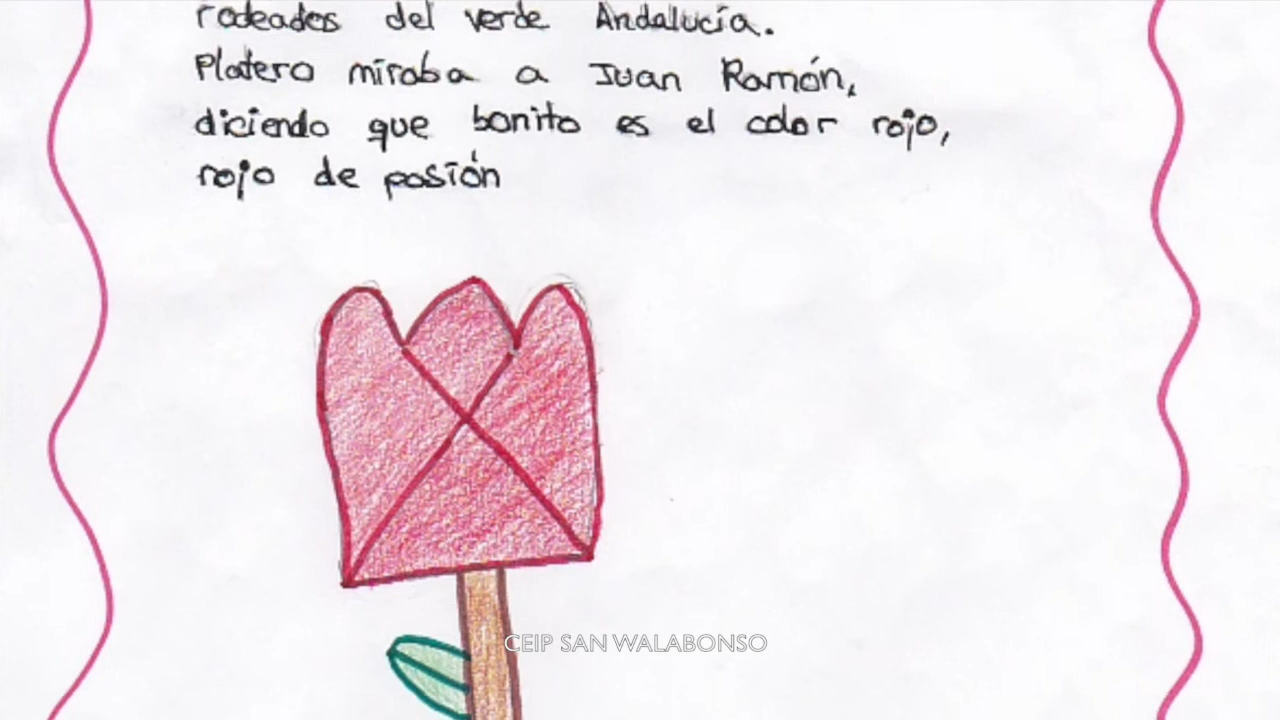 rodeados del verde Andalucía.
Platero miraba a Juan Ramón,
diciendo que bonito es el color rojo,
rojo de pasión
CEIP SAN WALABONSO